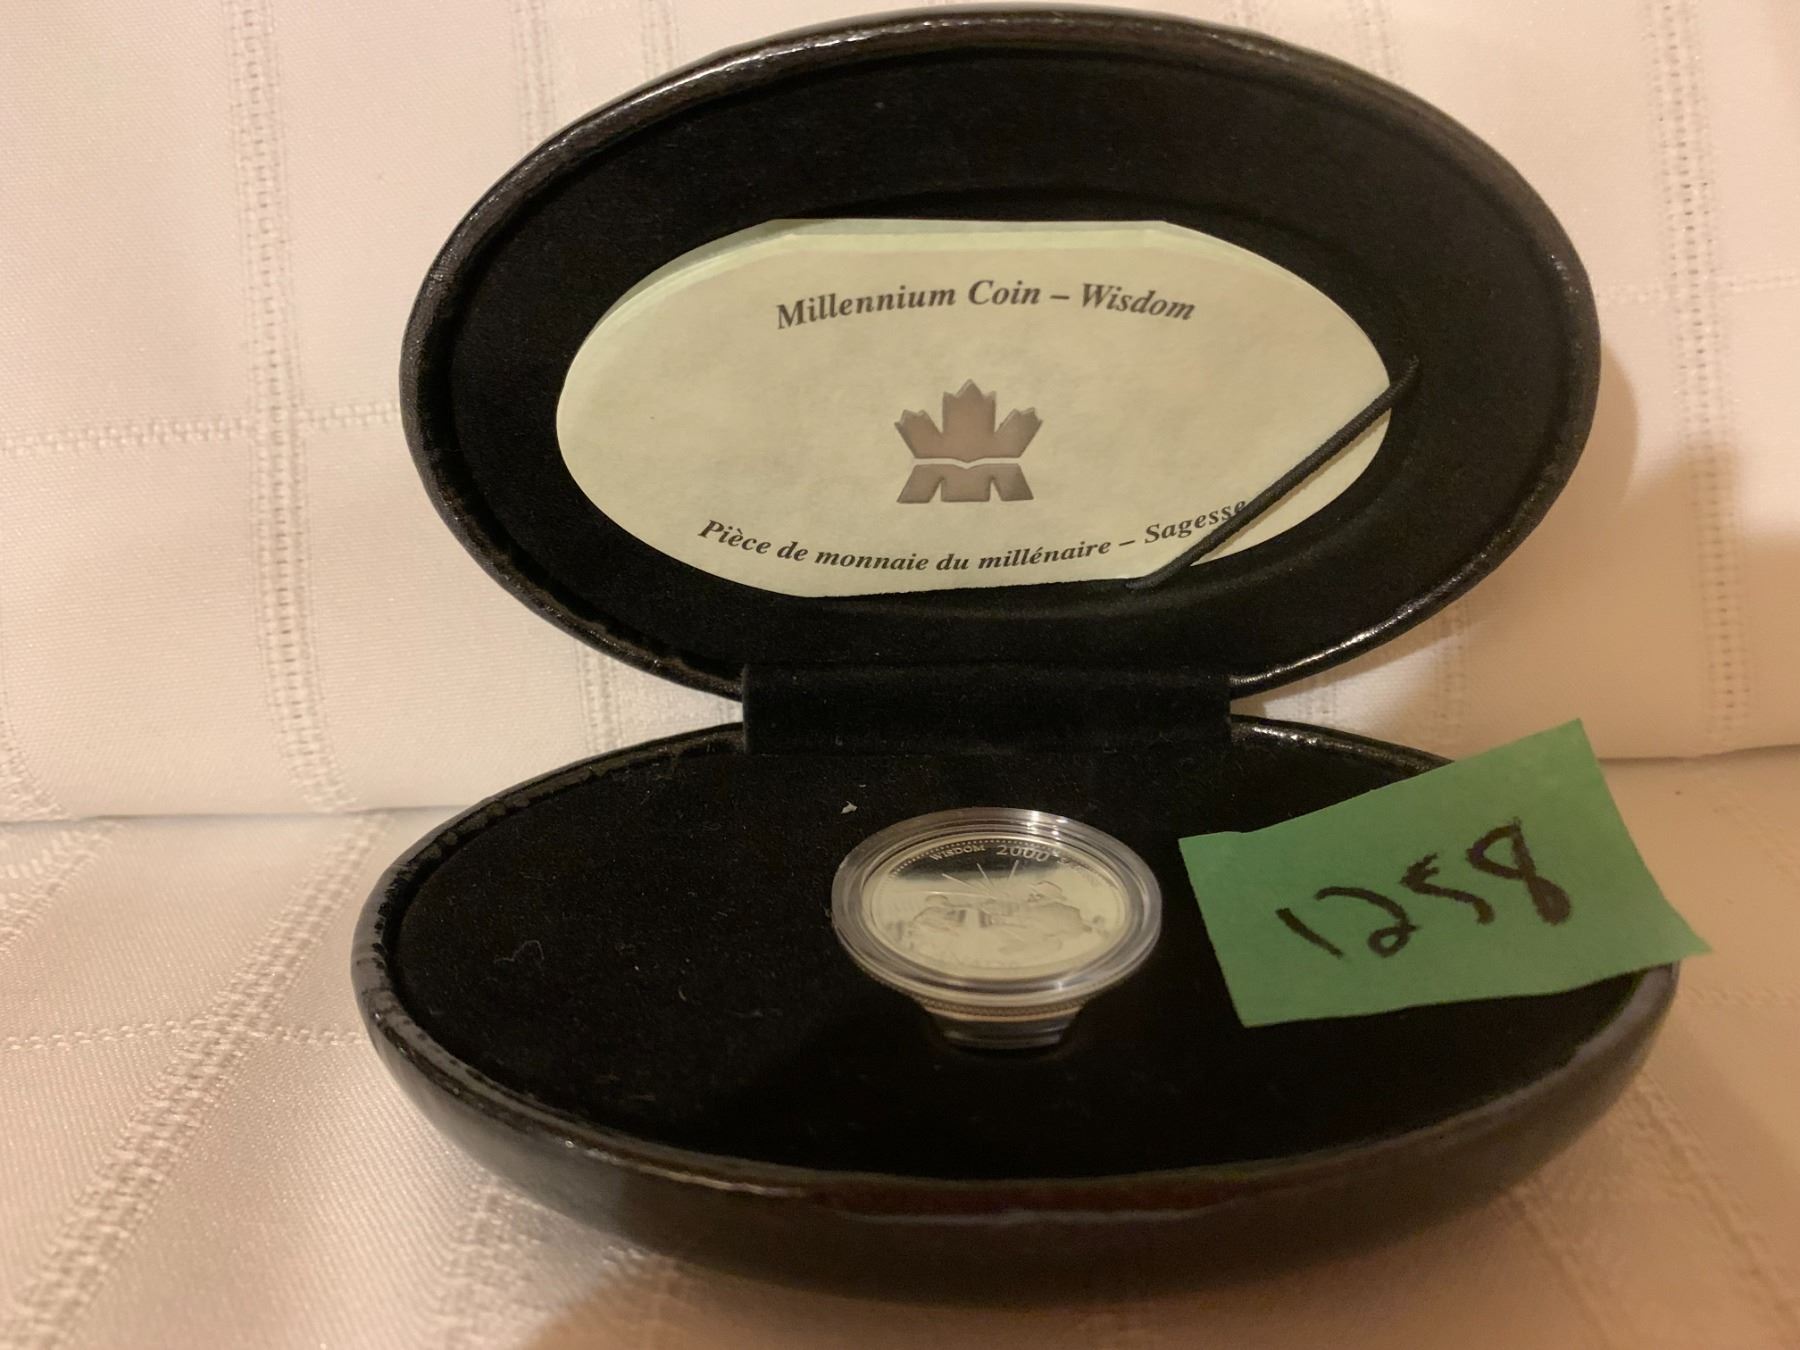 Millennium Coin – Wisdom
Pièce de monnaie du millénaire – Sagesse
WISDOM 2000
1258